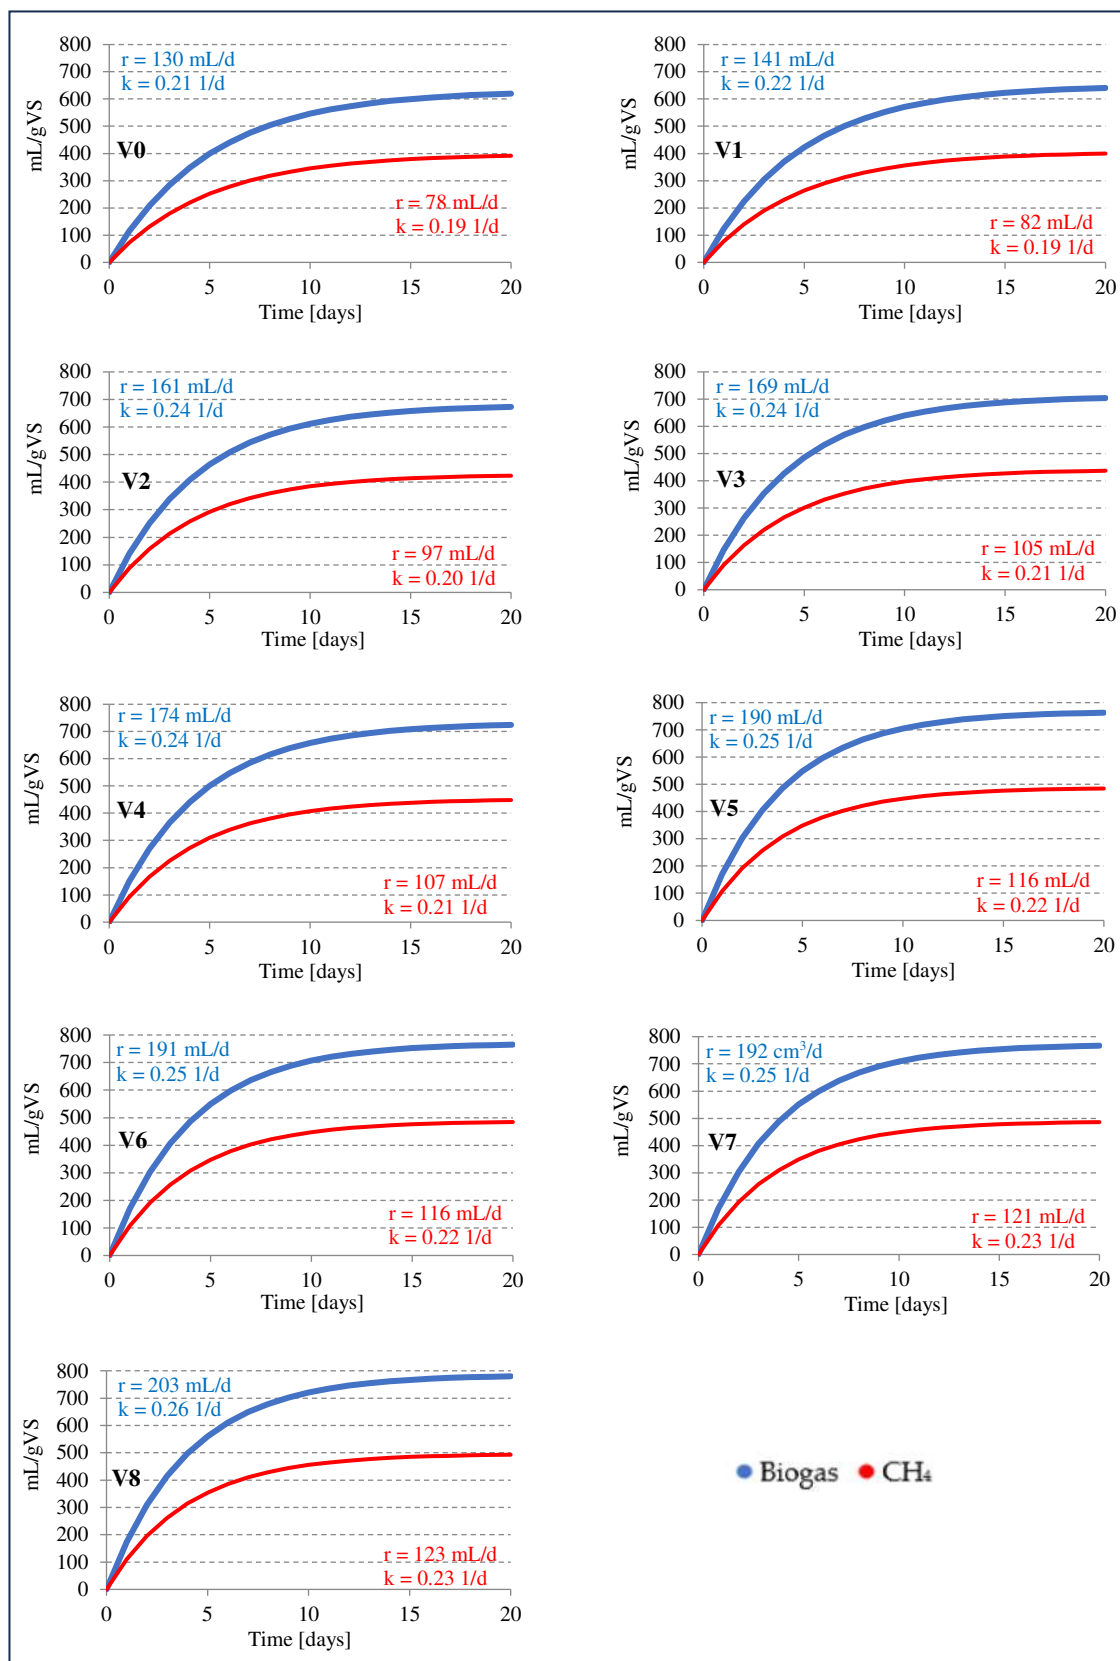 800
700
600
500
400
300
200
100
0
mL/gVS
r = 130 mL/d
k = 0.21 1/d
V0
r = 78 mL/d
k = 0.19 1/d
0 5 10 15 20
Time [days]
800
700
600
500
400
300
200
100
0
mL/gVS
r = 141 mL/d
k = 0.22 1/d
V1
r = 82 mL/d
k = 0.19 1/d
0 5 10 15 20
Time [days]
800
700
600
500
400
300
200
100
0
mL/gVS
r = 161 mL/d
k = 0.24 1/d
V2
r = 97 mL/d
k = 0.20 1/d
0 5 10 15 20
Time [days]
800
700
600
500
400
300
200
100
0
mL/gVS
r = 169 mL/d
k = 0.24 1/d
V3
r = 105 mL/d
k = 0.21 1/d
0 5 10 15 20
Time [days]
800
700
600
500
400
300
200
100
0
mL/gVS
r = 174 mL/d
k = 0.24 1/d
V4
r = 107 mL/d
k = 0.21 1/d
0 5 10 15 20
Time [days]
800
700
600
500
400
300
200
100
0
mL/gVS
r = 190 mL/d
k = 0.25 1/d
V5
r = 116 mL/d
k = 0.22 1/d
0 5 10 15 20
Time [days]
800
700
600
500
400
300
200
100
0
mL/gVS
r = 191 mL/d
k = 0.25 1/d
V6
r = 116 mL/d
k = 0.22 1/d
0 5 10 15 20
Time [days]
800
700
600
500
400
300
200
100
0
mL/gVS
r = 192 cm³/d
k = 0.25 1/d
V7
r = 121 mL/d
k = 0.23 1/d
0 5 10 15 20
Time [days]
800
700
600
500
400
300
200
100
0
mL/gVS
r = 203 mL/d
k = 0.26 1/d
V8
r = 123 mL/d
k = 0.23 1/d
0 5 10 15 20
Time [days]
Biogas CH₄